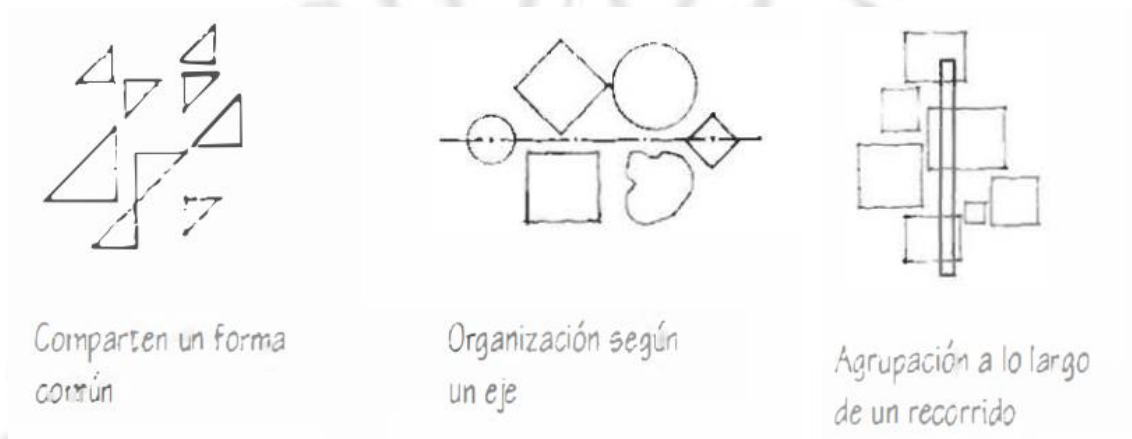 Comparten un forma
común
Organización según
un eje
Agrupación a lo largo
de un recorrido